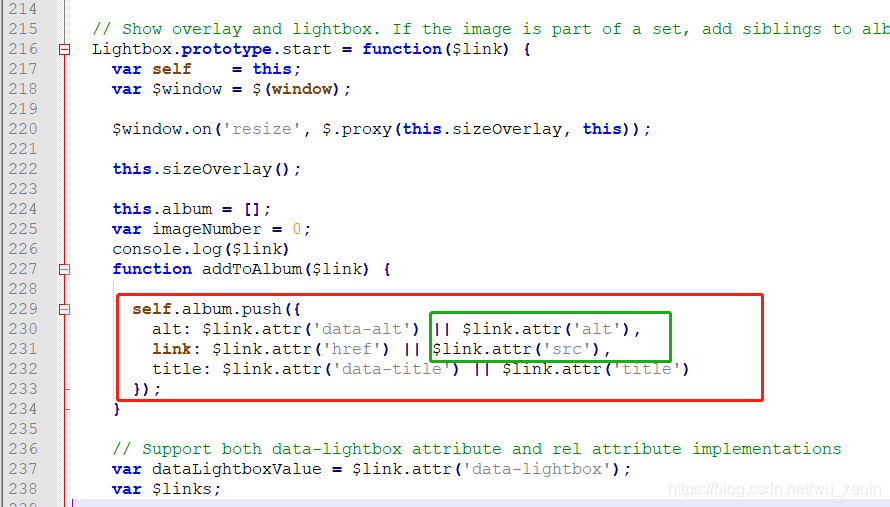 214
215 // Show overlay and lightbox. If the image is part of a set, add siblings to alb
216 Lightbox.prototype.start = function($link) {
217 var self    = this;
218 var $window = $(window);
219
220 $window.on('resize', $.proxy(this.sizeOverlay, this));
221
222 this.sizeOverlay();
223
224 this.album = [];
225 var imageNumber = 0;
226 console.log($link)
227 function addToAlbum($link) {
228
229 self.album.push({
230 alt: $link.attr('data-alt') || $link.attr('alt'),
231 link: $link.attr('href') || $link.attr('src'),
232 title: $link.attr('data-title') || $link.attr('title')
233 });
234 }
235
236 // Support both data-lightbox attribute and rel attribute implementations
237 var dataLightboxValue = $link.attr('data-lightbox');
238 var $links;
https://blog.csdn.net/wu_zeqin